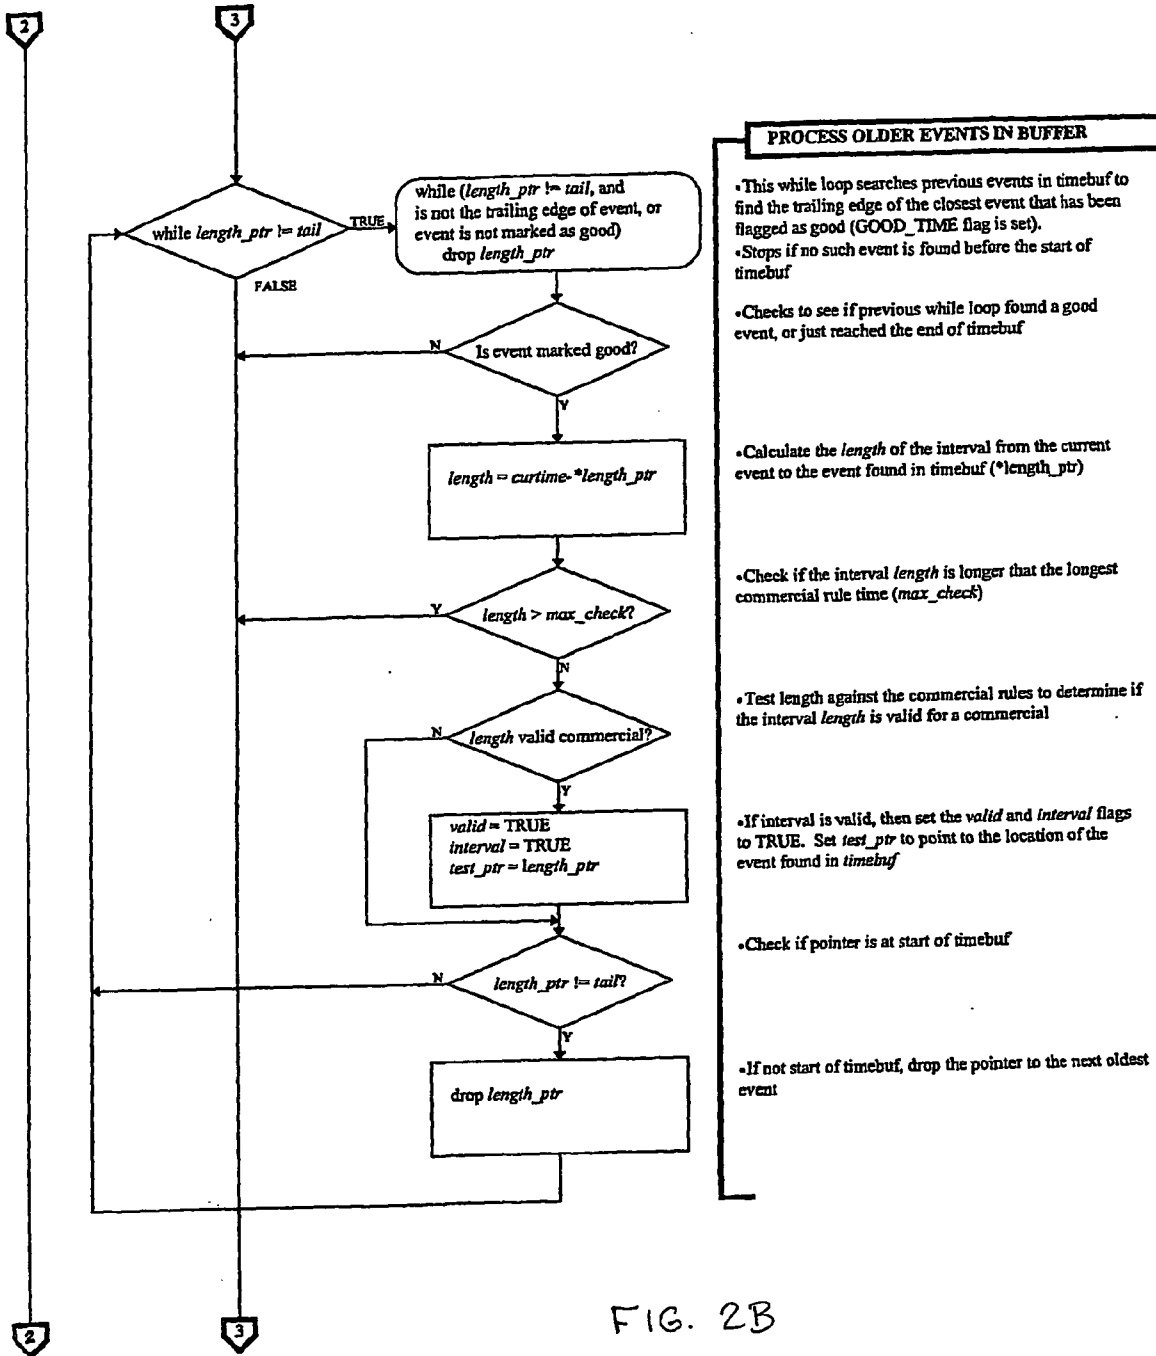 2
3
while length_ptr != tail
TRUE
FALSE
while (length_ptr != tail, and
is not the trailing edge of event, or
event is not marked as good)
drop length_ptr
Is event marked good?
N
Y
length = curtime-*length_ptr
length > max_check?
Y
N
length valid commercial?
N
Y
valid = TRUE
interval = TRUE
test_ptr = length_ptr
length_ptr != tail?
N
Y
drop length_ptr
PROCESS OLDER EVENTS IN BUFFER
•This while loop searches previous events in timebuf to
find the trailing edge of the closest event that has been
flagged as good (GOOD_TIME flag is set).
•Stops if no such event is found before the start of
timebuf
•Checks to see if previous while loop found a good
event, or just reached the end of timebuf
•Calculate the length of the interval from the current
event to the event found in timebuf (*length_ptr)
•Check if the interval length is longer that the longest
commercial rule time (max_check)
•Test length against the commercial rules to determine if
the interval length is valid for a commercial
•If interval is valid, then set the valid and interval flags
to TRUE. Set test_ptr to point to the location of the
event found in timebuf
•Check if pointer is at start of timebuf
•If not start of timebuf, drop the pointer to the next oldest
event
2
3
FIG. 2B